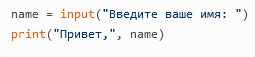 name = input("Введите ваше имя: ")
print("Привет,", name)